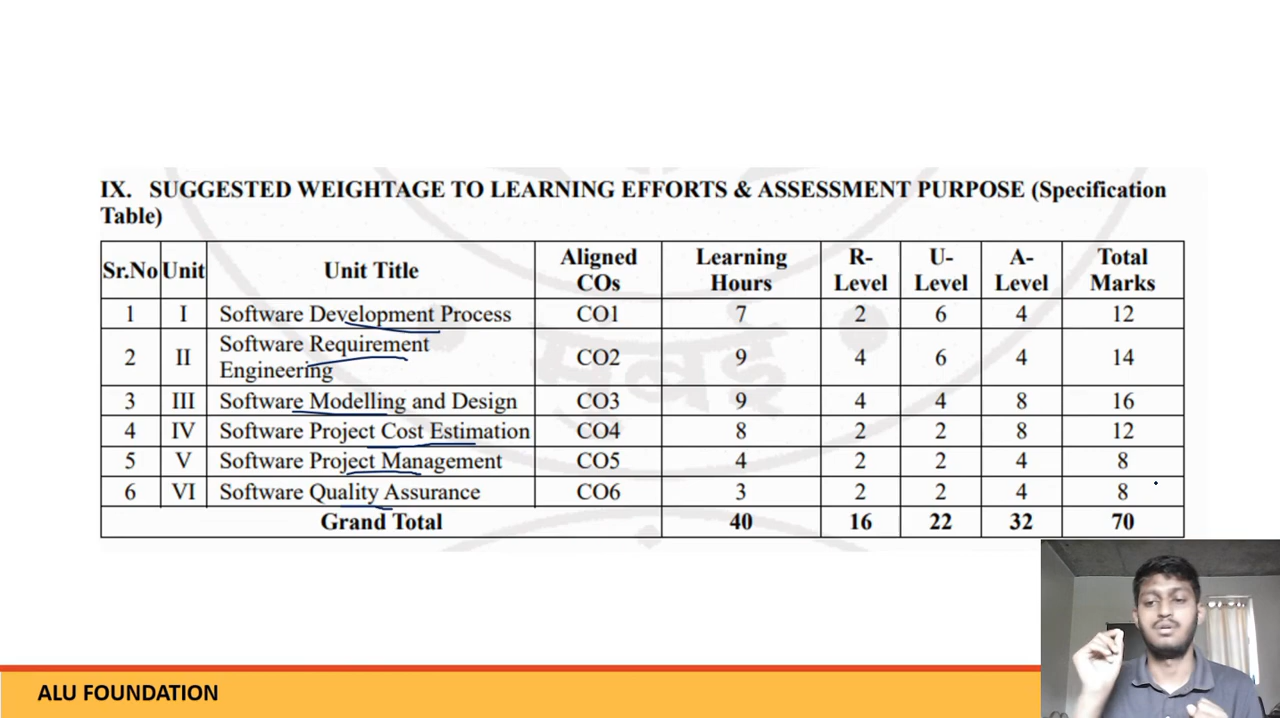 IX. SUGGESTED WEIGHTAGE TO LEARNING EFFORTS & ASSESSMENT PURPOSE (Specification
Table)
Sr.No Unit Unit Title Aligned COs Learning Hours R-Level U-Level A-Level Total Marks
1 I Software Development Process CO1 7 2 6 4 12
2 II Software Requirement Engineering CO2 9 4 6 4 14
3 III Software Modelling and Design CO3 9 4 4 8 16
4 IV Software Project Cost Estimation CO4 8 2 2 8 12
5 V Software Project Management CO5 4 2 2 4 8
6 VI Software Quality Assurance CO6 3 2 2 4 8
Grand Total 40 16 22 32 70
मुंबई
ALU FOUNDATION